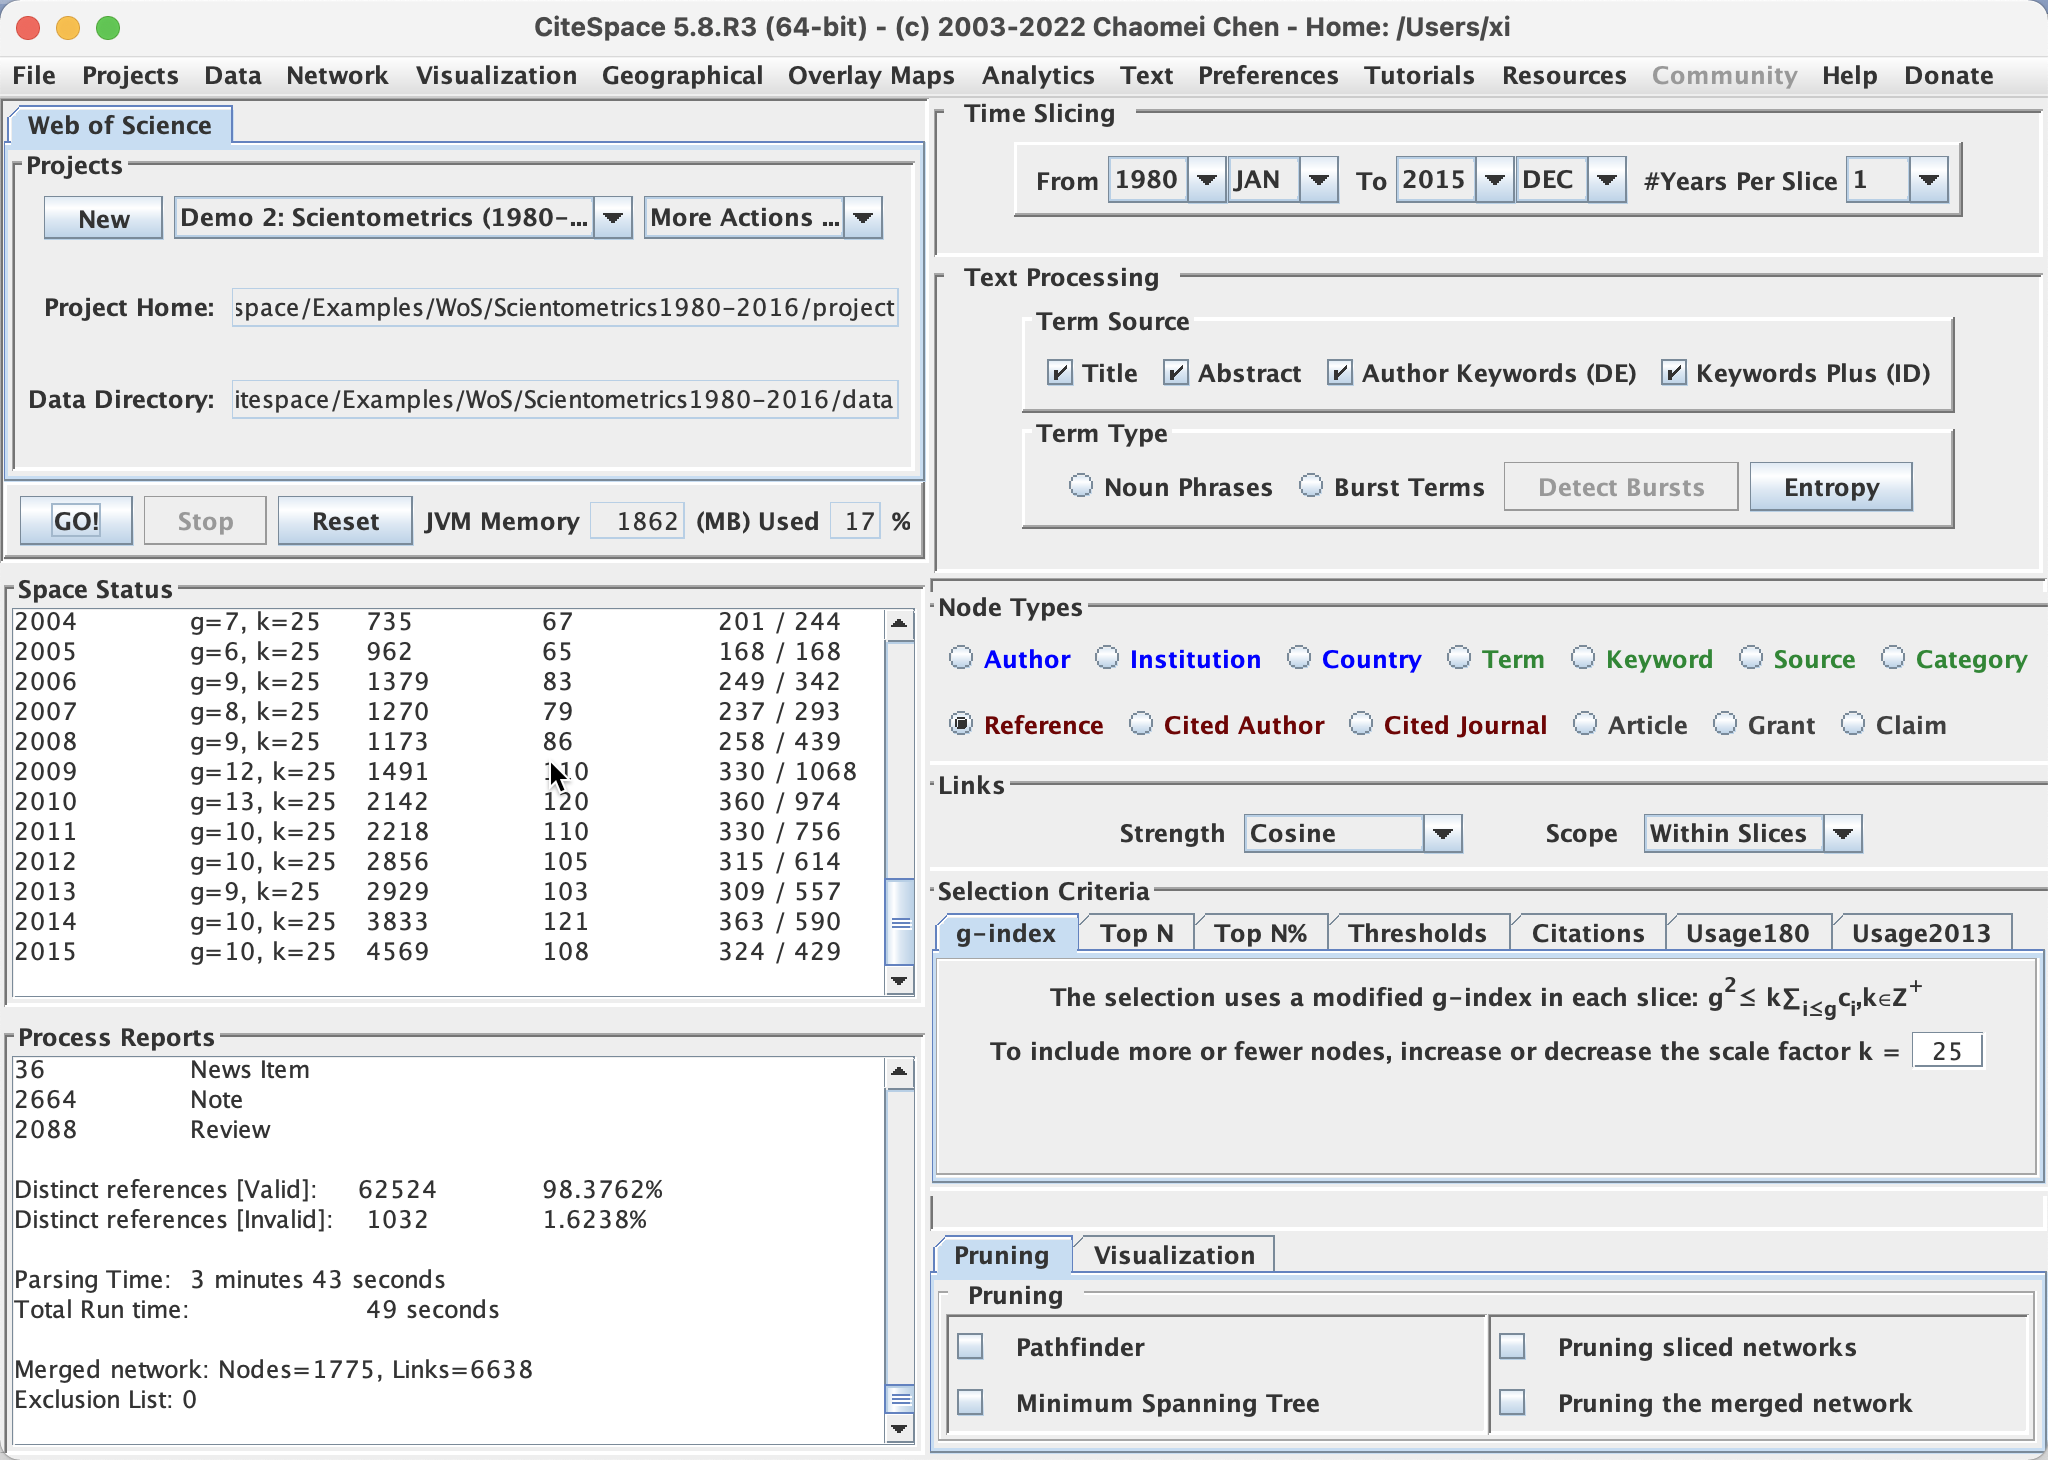 CiteSpace 5.8.R3 (64-bit) - (c) 2003-2022 Chaomei Chen - Home: /Users/xi
File Projects Data Network Visualization Geographical Overlay Maps Analytics Text Preferences Tutorials Resources Community Help Donate
Web of Science
Projects
New Demo 2: Scientometrics (1980-... More Actions ...
Project Home: space/Examples/WoS/Scientometrics1980-2016/project
Data Directory: itespace/Examples/WoS/Scientometrics1980-2016/data
GO! Stop Reset JVM Memory 1862 (MB) Used 17 %
Space Status
2004 g=7, k=25 735 67 201 / 244
2005 g=6, k=25 962 65 168 / 168
2006 g=9, k=25 1379 83 249 / 342
2007 g=8, k=25 1270 79 237 / 293
2008 g=9, k=25 1173 86 258 / 439
2009 g=12, k=25 1491 110 330 / 1068
2010 g=13, k=25 2142 120 360 / 974
2011 g=10, k=25 2218 110 330 / 756
2012 g=10, k=25 2856 105 315 / 614
2013 g=9, k=25 2929 103 309 / 557
2014 g=10, k=25 3833 121 363 / 590
2015 g=10, k=25 4569 108 324 / 429
Process Reports
36 News Item
2664 Note
2088 Review
Distinct references [Valid]: 62524 98.3762%
Distinct references [Invalid]: 1032 1.6238%
Parsing Time: 3 minutes 43 seconds
Total Run time: 49 seconds
Merged network: Nodes=1775, Links=6638
Exclusion List: 0
Time Slicing
From 1980 JAN To 2015 DEC #Years Per Slice 1
Text Processing
Term Source
Title Abstract Author Keywords (DE) Keywords Plus (ID)
Term Type
Noun Phrases Burst Terms Detect Bursts Entropy
Node Types
Author Institution Country Term Keyword Source Category
Reference Cited Author Cited Journal Article Grant Claim
Links
Strength Cosine Scope Within Slices
Selection Criteria
g-index Top N Top N% Thresholds Citations Usage180 Usage2013
The selection uses a modified g-index in each slice: g²≤ kΣi≤gci,k∈Z⁺
To include more or fewer nodes, increase or decrease the scale factor k = 25
Pruning Visualization
Pruning
Pathfinder Pruning sliced networks
Minimum Spanning Tree Pruning the merged network